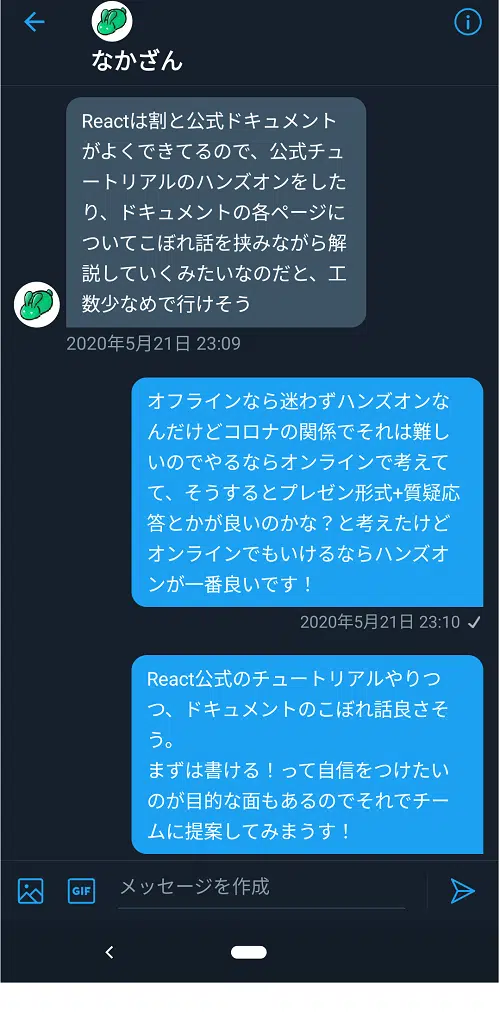 なかざん
Reactは割と公式ドキュメント
がよくできてるので、公式チュ
ートリアルのハンズオンをした
り、ドキュメントの各ページに
ついてこぼれ話を挟みながら解
説していくみたいなのだと、工
数少なめで行けそう
2020年5月21日 23:09
オフラインなら迷わずハンズオンな
んだけどコロナの関係でそれは難し
いのでやるならオンラインで考えて
て、そうするとプレゼン形式+質疑応
答とかが良いのかな？と考えたけど
オンラインでもいけるならハンズオ
ンが一番良いです！
2020年5月21日 23:10
React公式のチュートリアルやりつ
つ、ドキュメントのこぼれ話良さそ
う。
まずは書ける！って自信をつけたい
のが目的な面もあるのでそれでチー
ムに提案してみまうす！
GIF
メッセージを作成